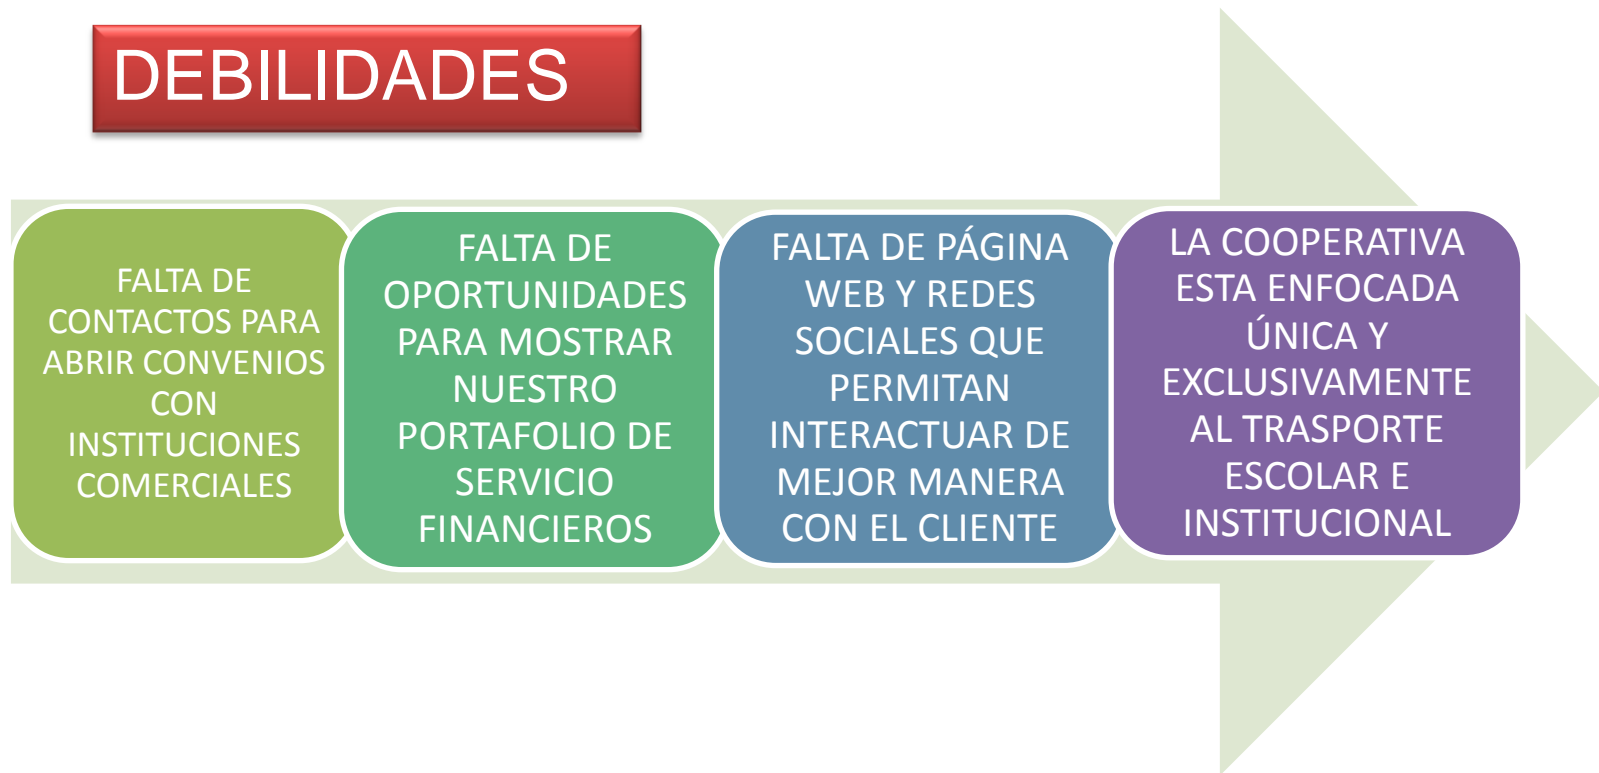 DEBILIDADES
FALTA DE
CONTACTOS PARA
ABRIR CONVENIOS
CON
INSTITUCIONES
COMERCIALES
FALTA DE
OPORTUNIDADES
PARA MOSTRAR
NUESTRO
PORTAFOLIO DE
SERVICIO
FINANCIEROS
FALTA DE PÁGINA
WEB Y REDES
SOCIALES QUE
PERMITAN
INTERACTUAR DE
MEJOR MANERA
CON EL CLIENTE
LA COOPERATIVA
ESTA ENFOCADA
ÚNICA Y
EXCLUSIVAMENTE
AL TRASPORTE
ESCOLAR E
INSTITUCIONAL